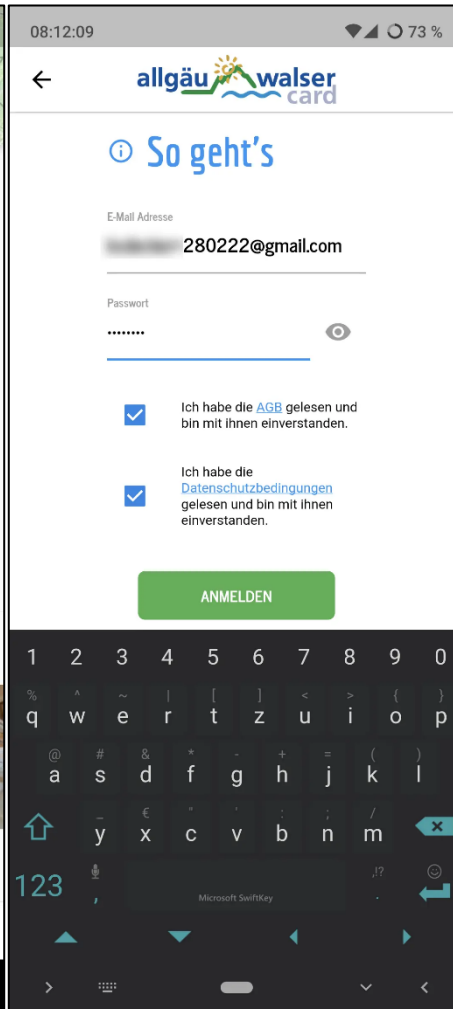 08:12:09
73 %
allgäu walser
card
So geht's
E-Mail Adresse
280222@gmail.com
Passwort
Ich habe die AGB gelesen und
bin mit ihnen einverstanden.
Ich habe die
Datenschutzbedingungen
gelesen und bin mit ihnen
einverstanden.
ANMELDEN
1 2 3 4 5 6 7 8 9 0
% ^ ~ | [ ] < > { }
q w e r t z u i o p
@ # & * - + = ( )
a s d f g h j k l
_ € " ' : ; /
y x c v b n m
123 , Microsoft SwiftKey ,!? .